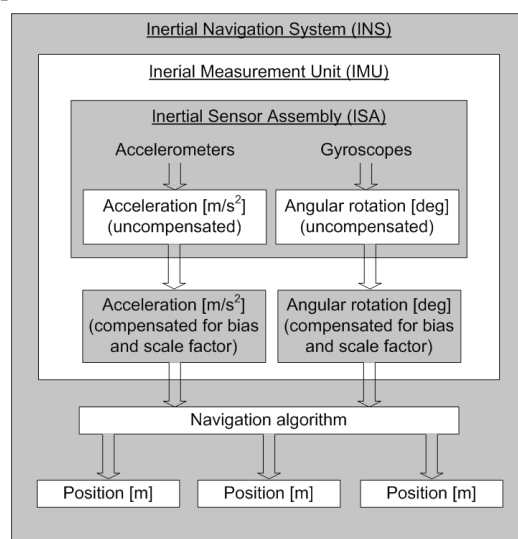 Inertial Navigation System (INS)
Inerial Measurement Unit (IMU)
Inertial Sensor Assembly (ISA)
Accelerometers
Gyroscopes
Acceleration [m/s²]
(uncompensated)
Angular rotation [deg]
(uncompensated)
Acceleration [m/s²]
(compensated for bias
and scale factor)
Angular rotation [deg]
(compensated for bias
and scale factor)
Navigation algorithm
Position [m]
Position [m]
Position [m]